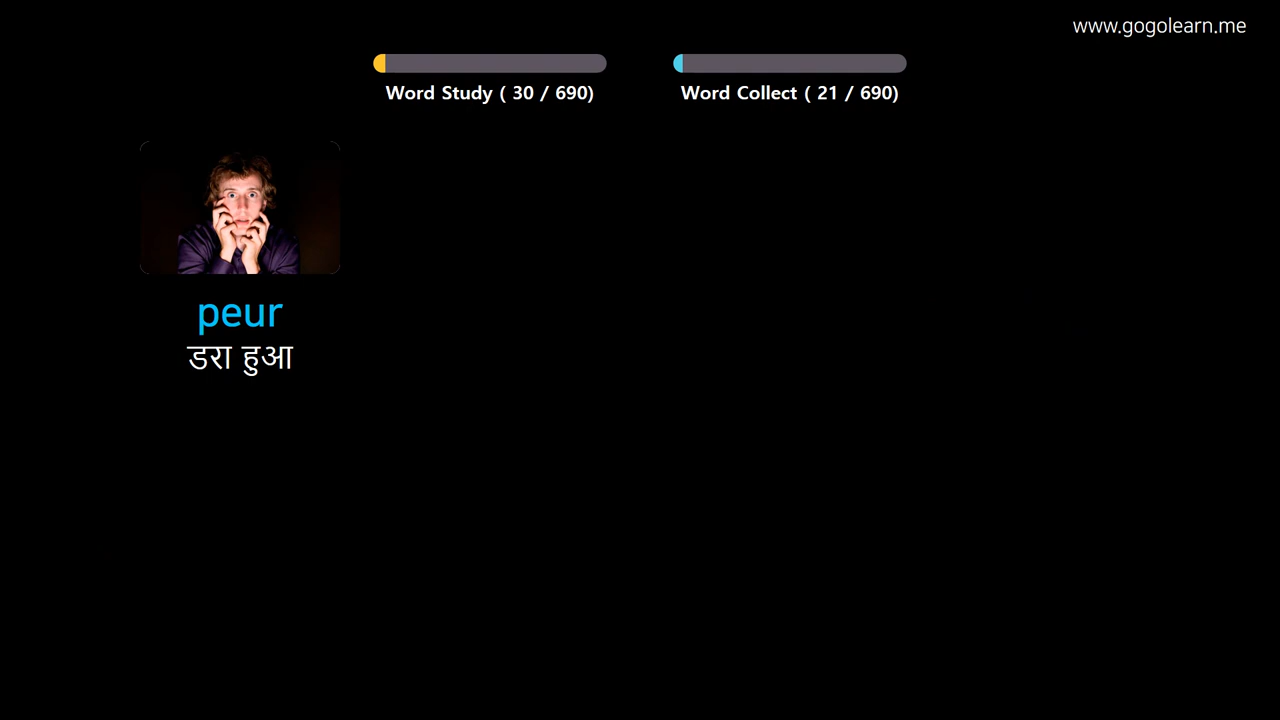 www.gogolearn.me
Word Study ( 30 / 690)
Word Collect ( 21 / 690)
peur
डरा हुआ